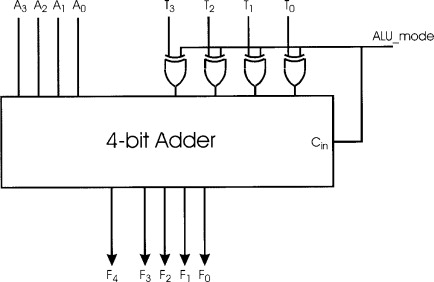 A3 A2 A1 A0 T3 T2 T1 T0
ALU_mode
4-bit Adder
Cin
F4 F3 F2 F1 F0